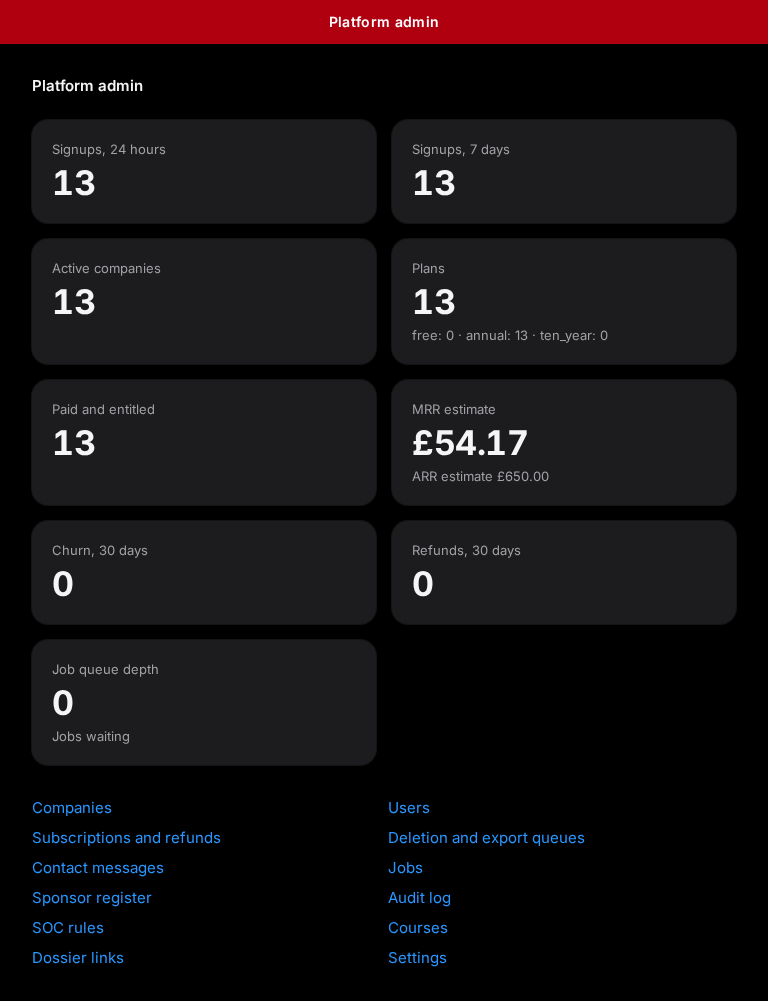 Platform admin
Platform admin
Signups, 24 hours
13
Signups, 7 days
13
Active companies
13
Plans
13
free: 0 · annual: 13 · ten_year: 0
Paid and entitled
13
MRR estimate
£54.17
ARR estimate £650.00
Churn, 30 days
0
Refunds, 30 days
0
Job queue depth
0
Jobs waiting
Companies
Users
Subscriptions and refunds
Deletion and export queues
Contact messages
Jobs
Sponsor register
Audit log
SOC rules
Courses
Dossier links
Settings